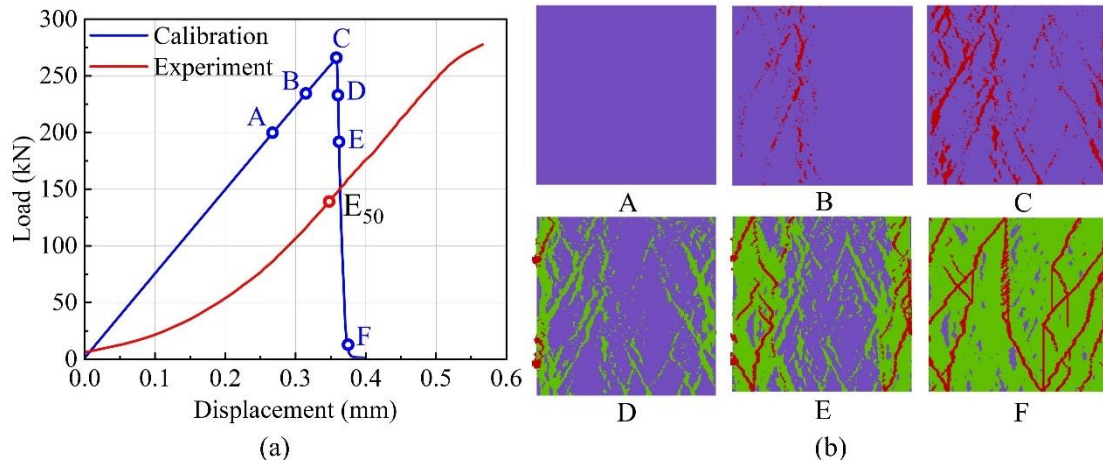 300
250
200
150
100
50
0
Load (kN)
Calibration
Experiment
A
B
C
D
E
E₅₀
F
0.0 0.1 0.2 0.3 0.4 0.5 0.6
Displacement (mm)
(a)
A B C
D E F
(b)